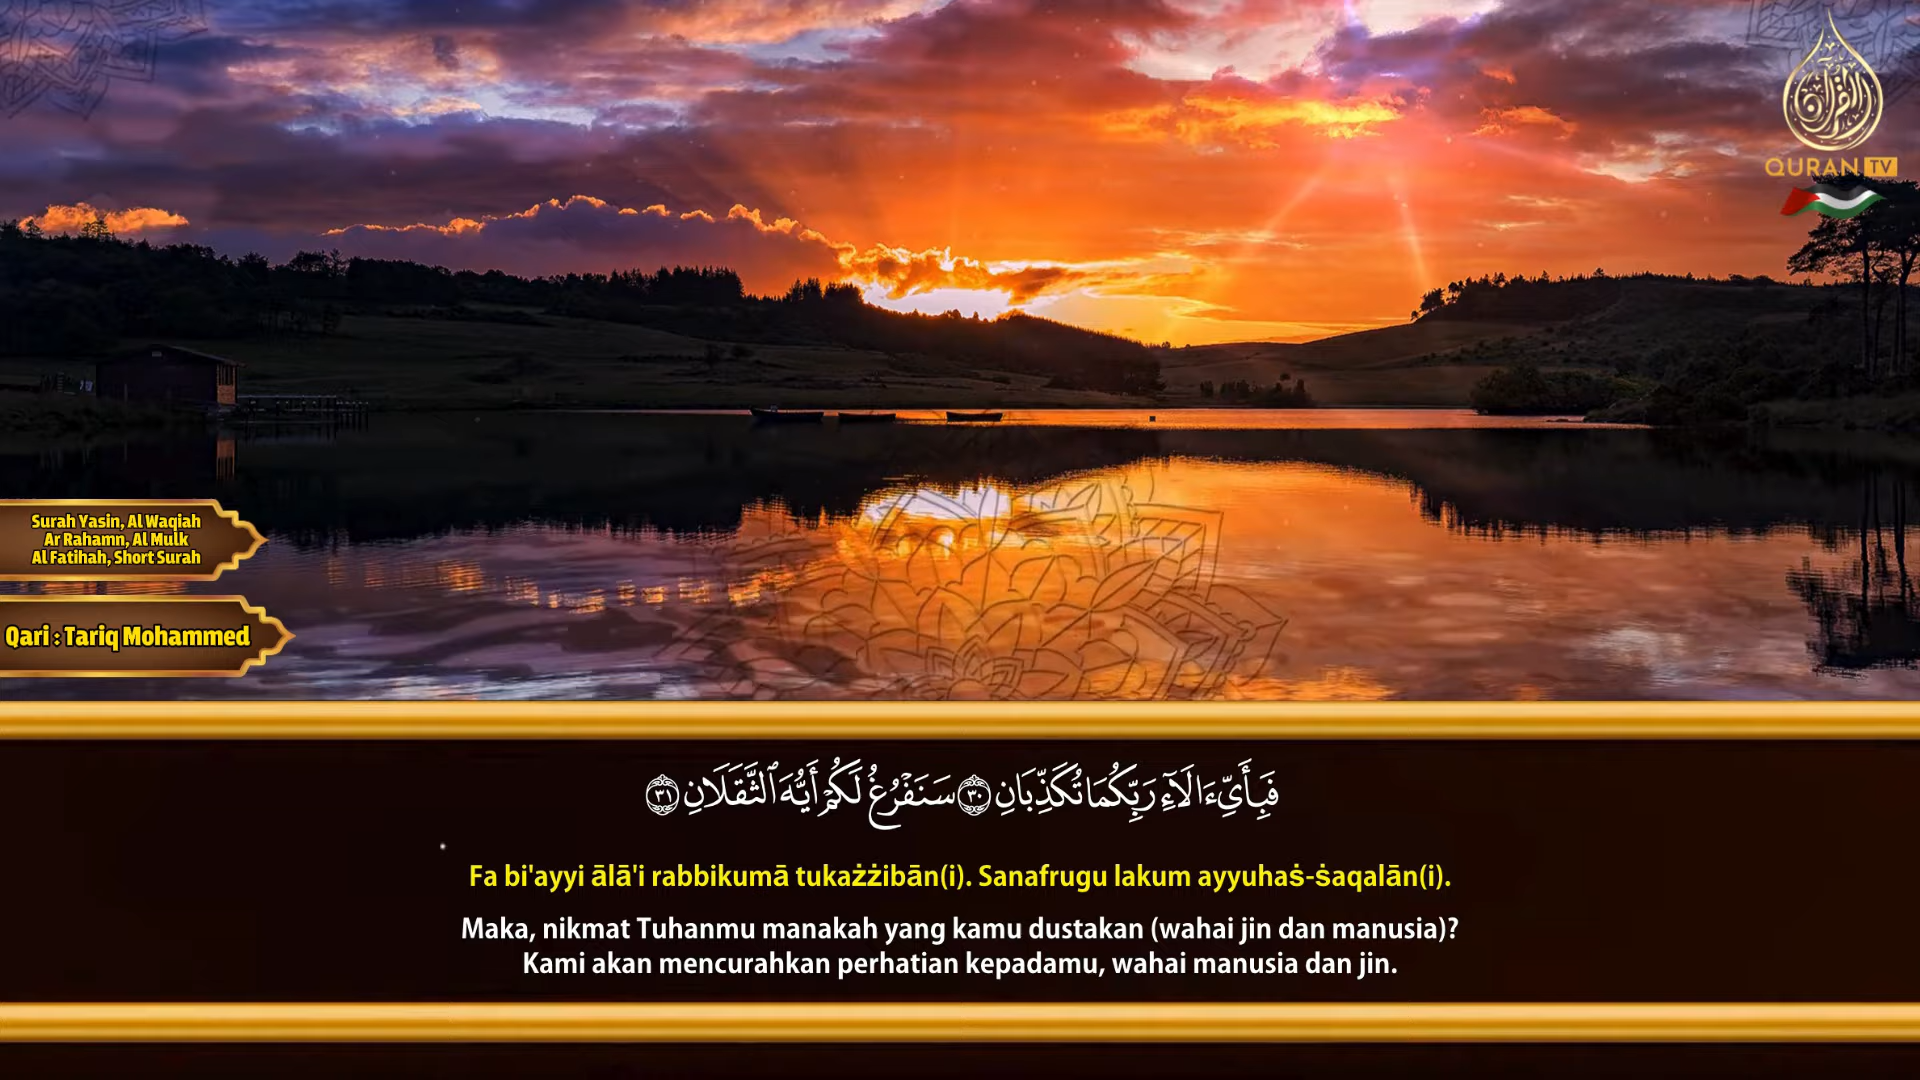 القرآن
QURAN TV
Surah Yasin, Al Waqiah
Ar Rahamn, Al Mulk
Al Fatihah, Short Surah
Qari : Tariq Mohammed
فَبِأَيِّ ءَالَآءِ رَبِّكُمَا تُكَذِّبَانِ ٣٠ سَنَفْرُغُ لَكُمْ أَيُّهَ ٱلثَّقَلَانِ ٣١
Fa bi'ayyi ālā'i rabbikumā tukażżibān(i). Sanafrugu lakum ayyuhaṡ-ṡaqalān(i).
Maka, nikmat Tuhanmu manakah yang kamu dustakan (wahai jin dan manusia)?
Kami akan mencurahkan perhatian kepadamu, wahai manusia dan jin.